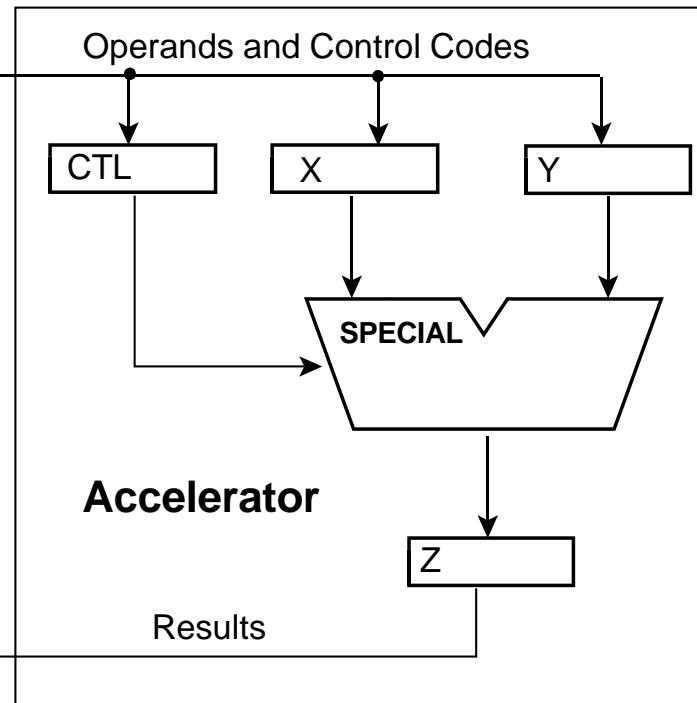 Operands and Control Codes
CTL
X
Y
SPECIAL
Accelerator
Z
Results